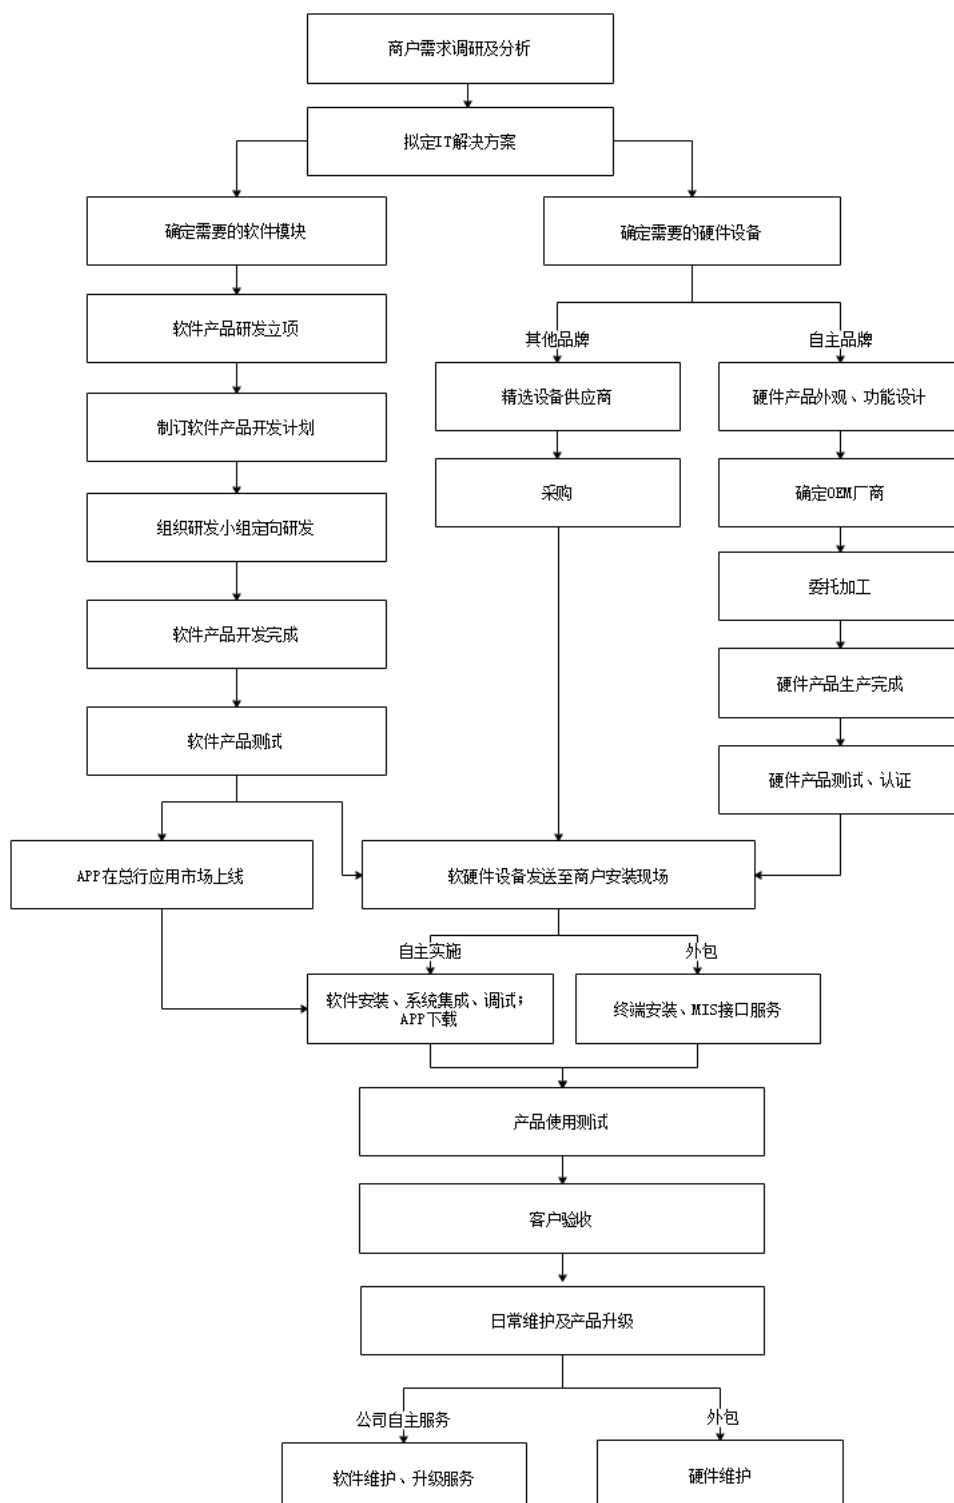 商户需求调研及分析
拟定IT解决方案
确定需要的软件模块
确定需要的硬件设备
软件产品研发立项
其他品牌
自主品牌
精选设备供应商
硬件产品外观、功能设计
制订软件产品开发计划
采购
确定OEM厂商
组织研发小组定向研发
委托加工
软件产品开发完成
硬件产品生产完成
软件产品测试
硬件产品测试、认证
APP在总行应用市场上线
软硬件设备发送至商户安装现场
自主实施
外包
软件安装、系统集成、调试;
APP下载
终端安装、MIS接口服务
产品使用测试
客户验收
日常维护及产品升级
公司自主服务
外包
软件维护、升级服务
硬件维护